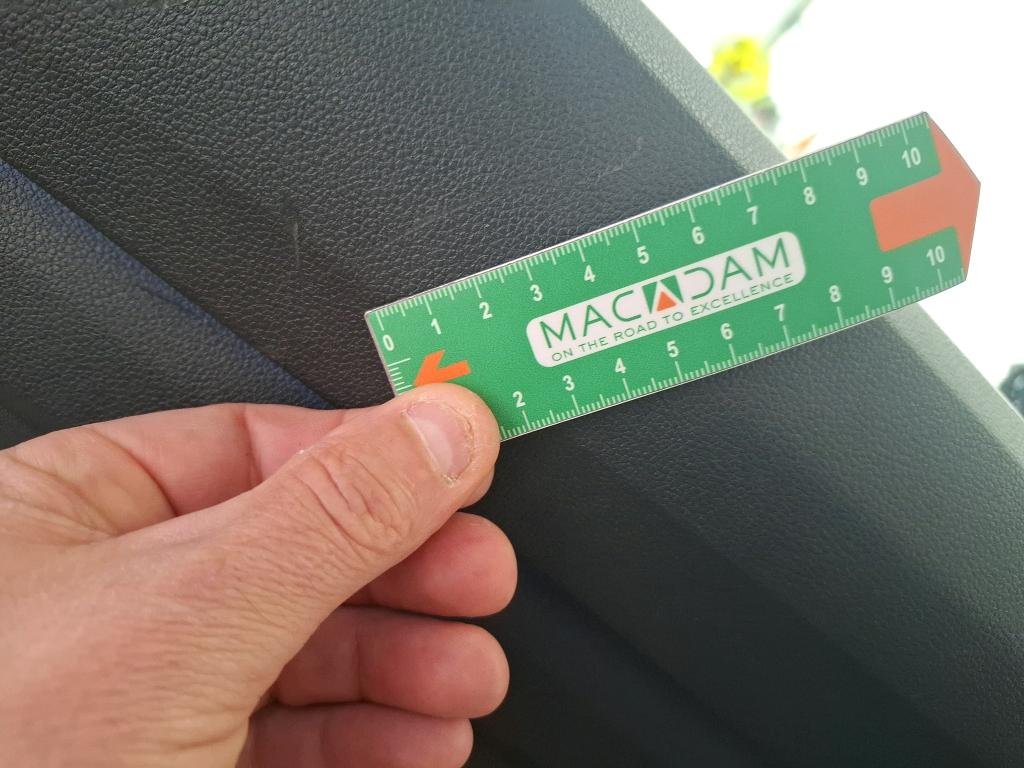 0 1 2 3 4 5 6 7 8 9 10
MACADAM
ON THE ROAD TO EXCELLENCE
2 3 4 5 6 7 8 9 10